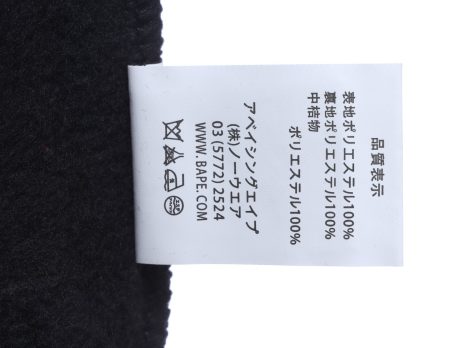 品質表示
表地ポリエステル100%
裏地ポリエステル100%
中桔物
ポリエステル100%
アベイシングエイプ
(株)ノーウエア
03 (5772) 2524
WWW.BAPE.COM